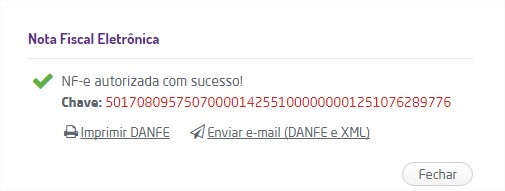 Nota Fiscal Eletrônica
NF-e autorizada com sucesso!
Chave: 50170809575070000142551000000001251076289776
Imprimir DANFE Enviar e-mail (DANFE e XML)
Fechar